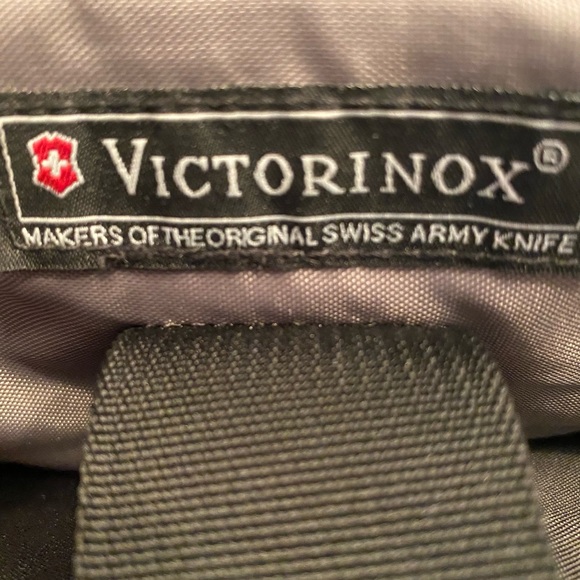 VICTORINOX®
MAKERS OF THE ORIGINAL SWISS ARMY KNIFE